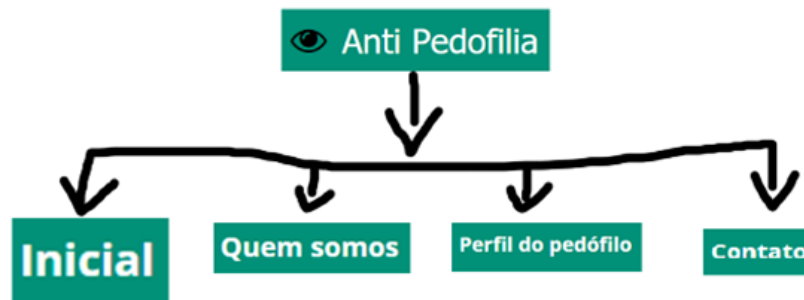 Anti Pedofilia
Inicial
Quem somos
Perfil do pedófilo
Contato